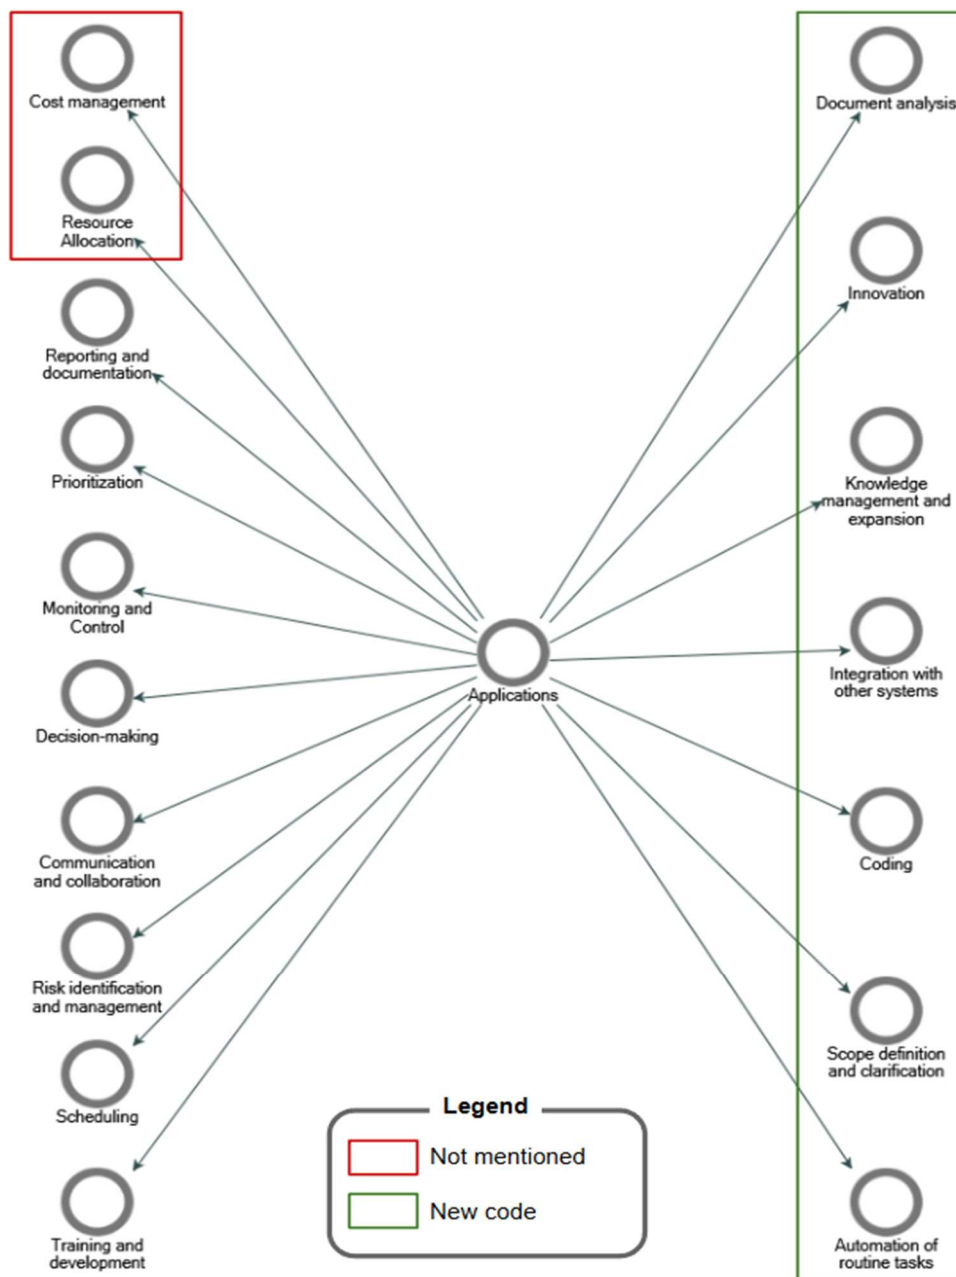 Cost management
Resource
Allocation
Reporting and
documentation
Prioritization
Monitoring and
Control
Decision-making
Communication
and collaboration
Risk identification
and management
Scheduling
Training and
development
Applications
Document analysis
Innovation
Knowledge
management and
expansion
Integration with
other systems
Coding
Scope definition
and clarification
Automation of
routine tasks
Legend
Not mentioned
New code